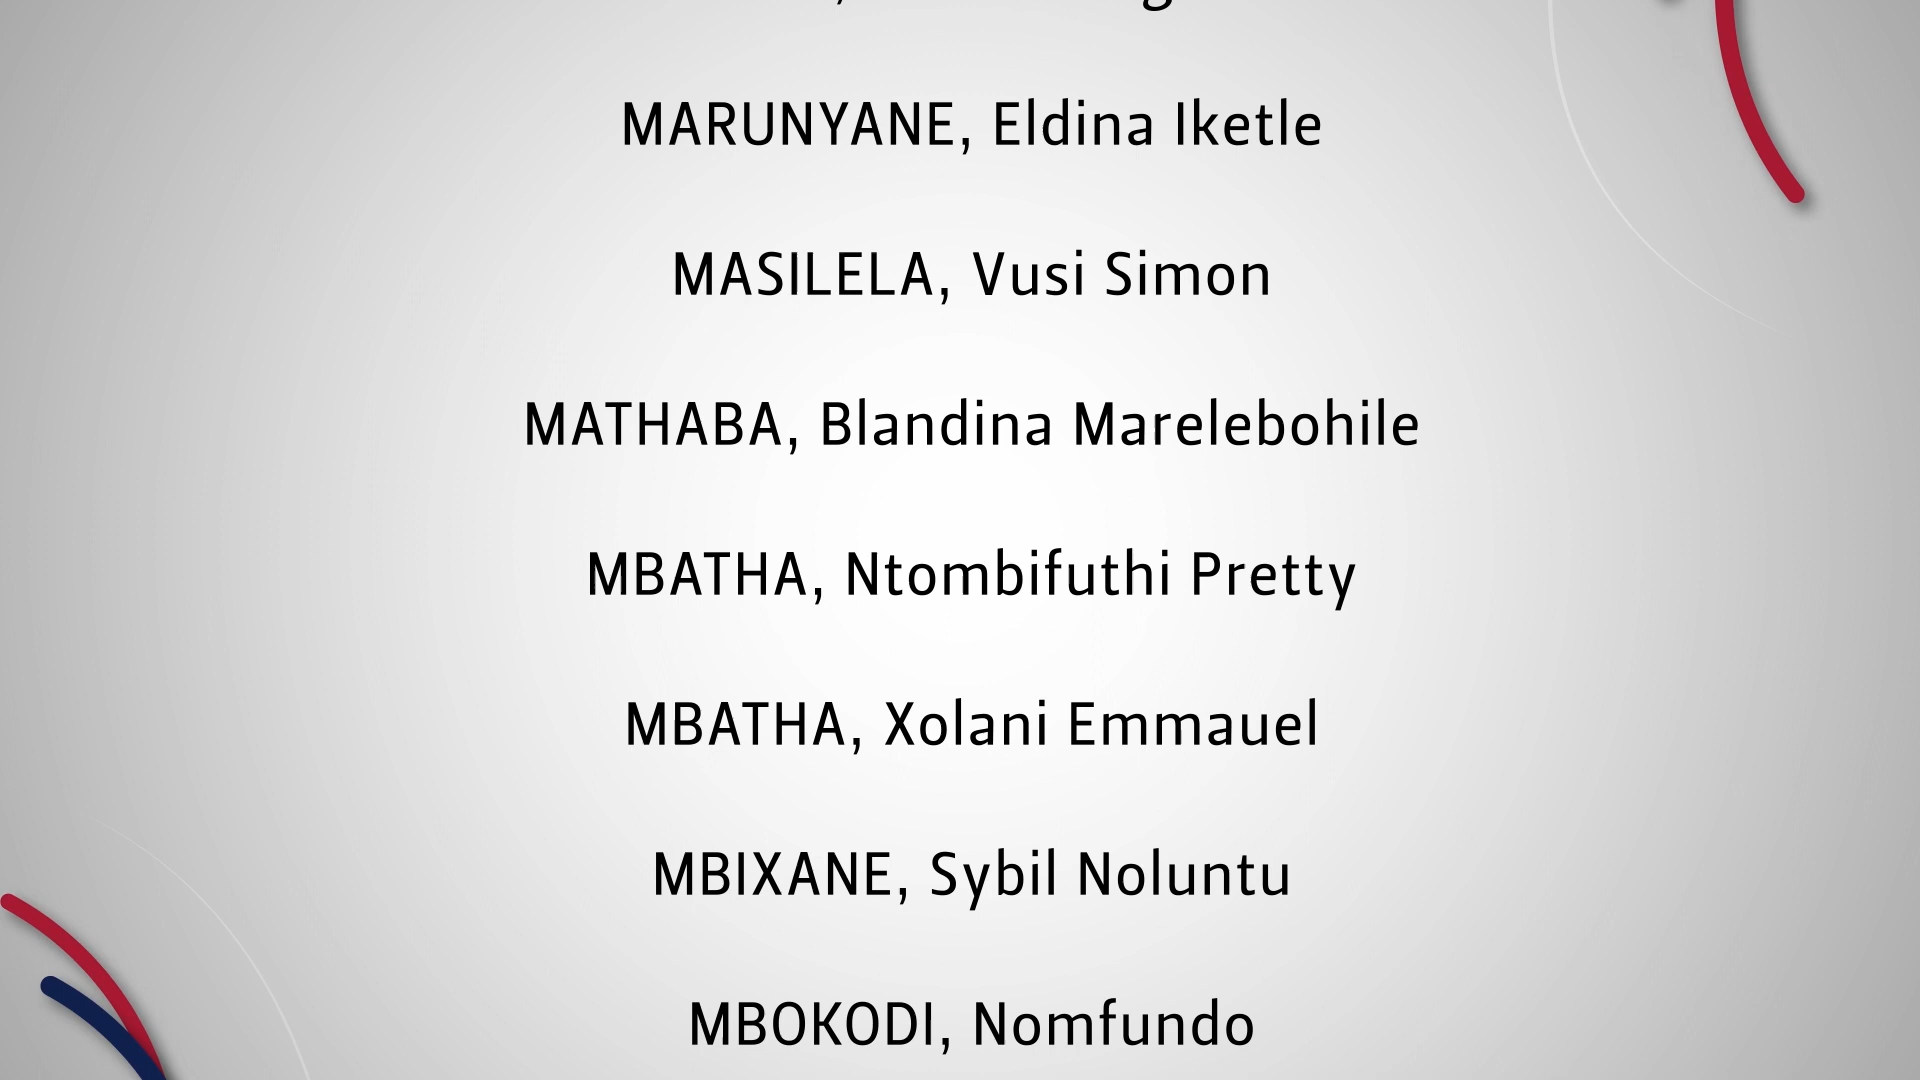 MARUNYANE, Eldina Iketle
MASILELA, Vusi Simon
MATHABA, Blandina Marelebohile
MBATHA, Ntombifuthi Pretty
MBATHA, Xolani Emmauel
MBIXANE, Sybil Noluntu
MBOKODI, Nomfundo